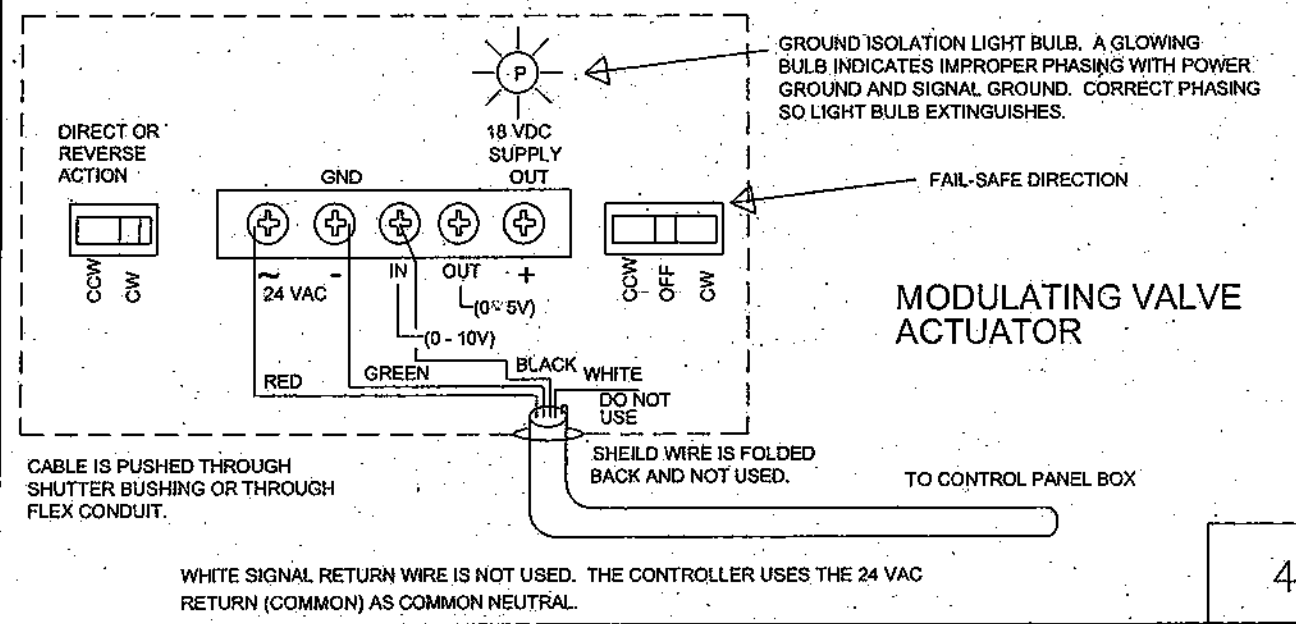 GROUND ISOLATION LIGHT BULB. A GLOWING
BULB INDICATES IMPROPER PHASING WITH POWER
GROUND AND SIGNAL GROUND. CORRECT PHASING
SO LIGHT BULB EXTINGUISHES.
P
DIRECT OR
REVERSE
ACTION
18 VDC
SUPPLY
OUT
GND
FAIL-SAFE DIRECTION
CCW
CW
~
24 VAC
-
IN
OUT
+
(0 - 5V)
(0 - 10V)
CCW
OFF
CW
MODULATING VALVE
ACTUATOR
RED
GREEN
BLACK
WHITE
DO NOT
USE
CABLE IS PUSHED THROUGH
SHUTTER BUSHING OR THROUGH
FLEX CONDUIT.
SHEILD WIRE IS FOLDED
BACK AND NOT USED.
TO CONTROL PANEL BOX
WHITE SIGNAL RETURN WIRE IS NOT USED. THE CONTROLLER USES THE 24 VAC
RETURN (COMMON) AS COMMON NEUTRAL.
4